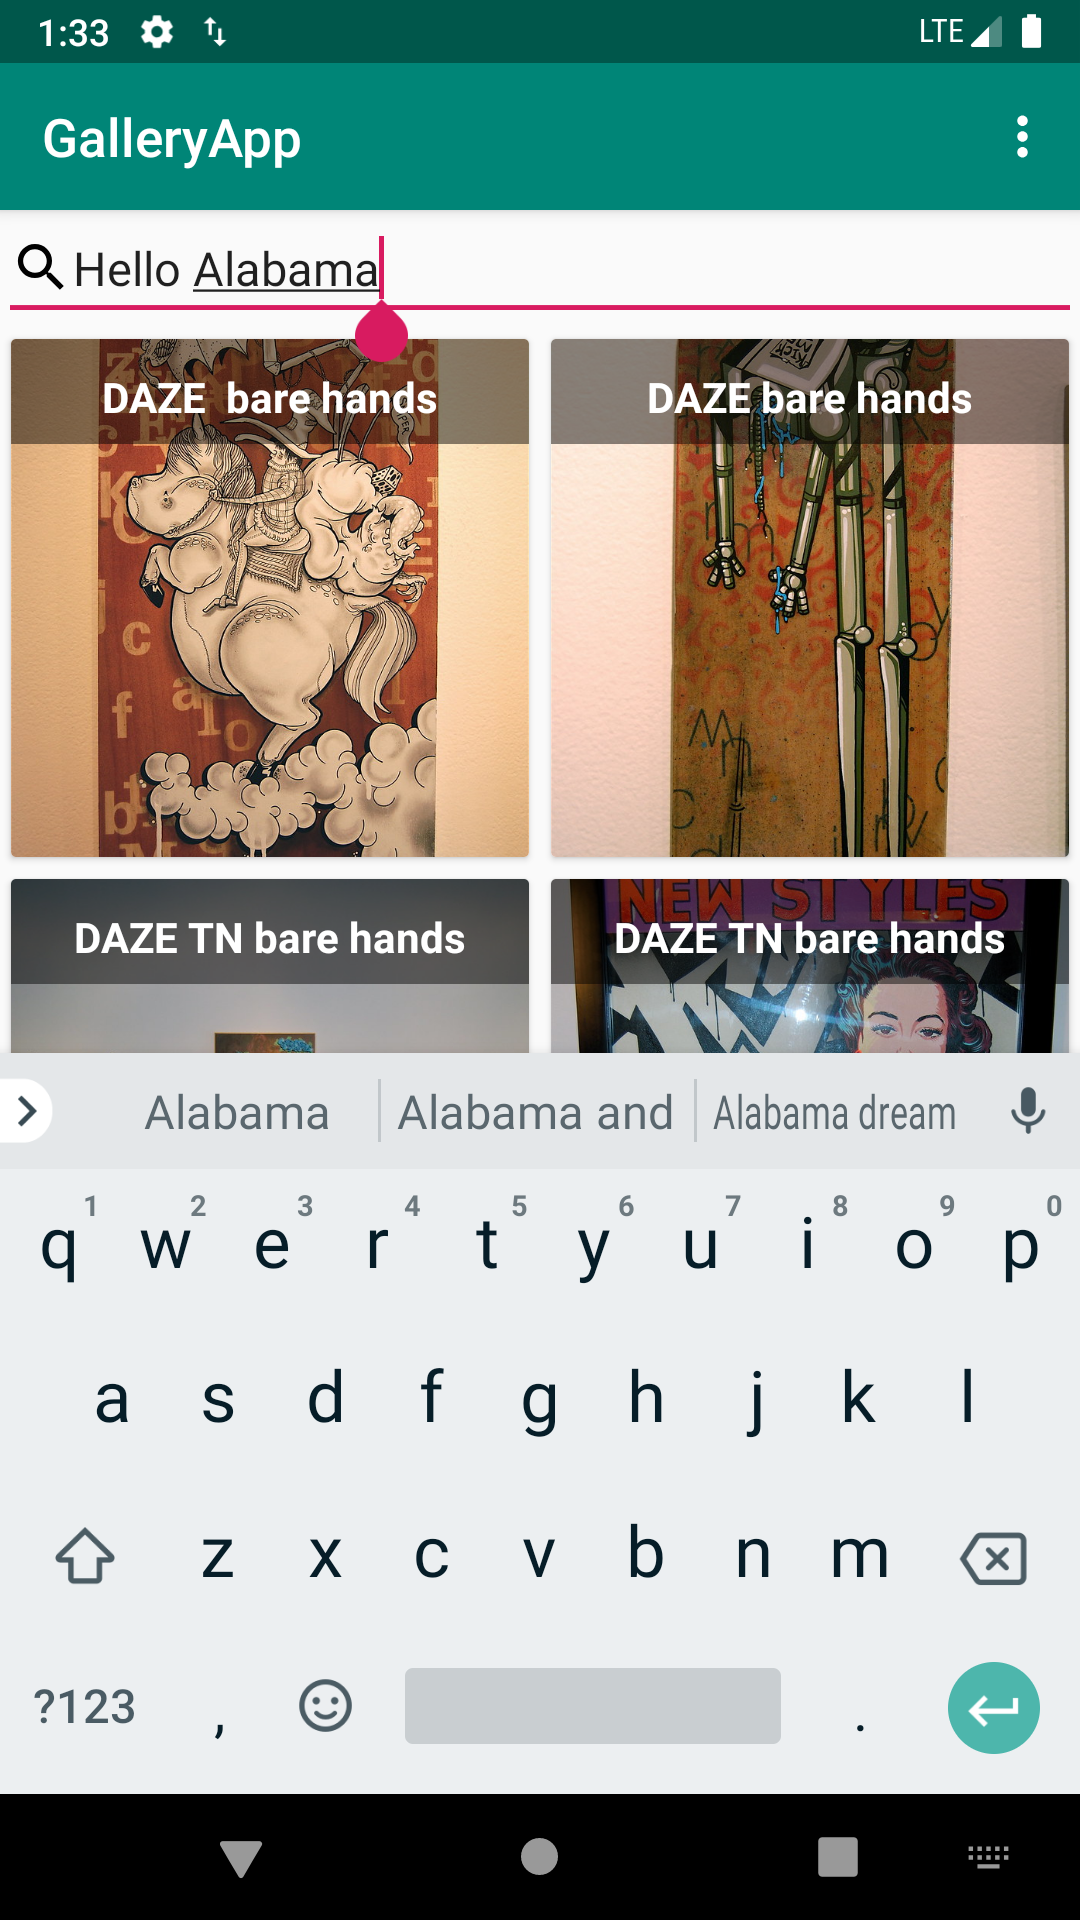 1:33 LTE
GalleryApp
Hello Alabama
DAZE  bare hands
DAZE bare hands
DAZE TN bare hands
NEW STYLES
DAZE TN bare hands
Alabama
Alabama and
Alabama dream
1 2 3 4 5 6 7 8 9 0
q w e r t y u i o p
a s d f g h j k l
z x c v b n m
?123 , .